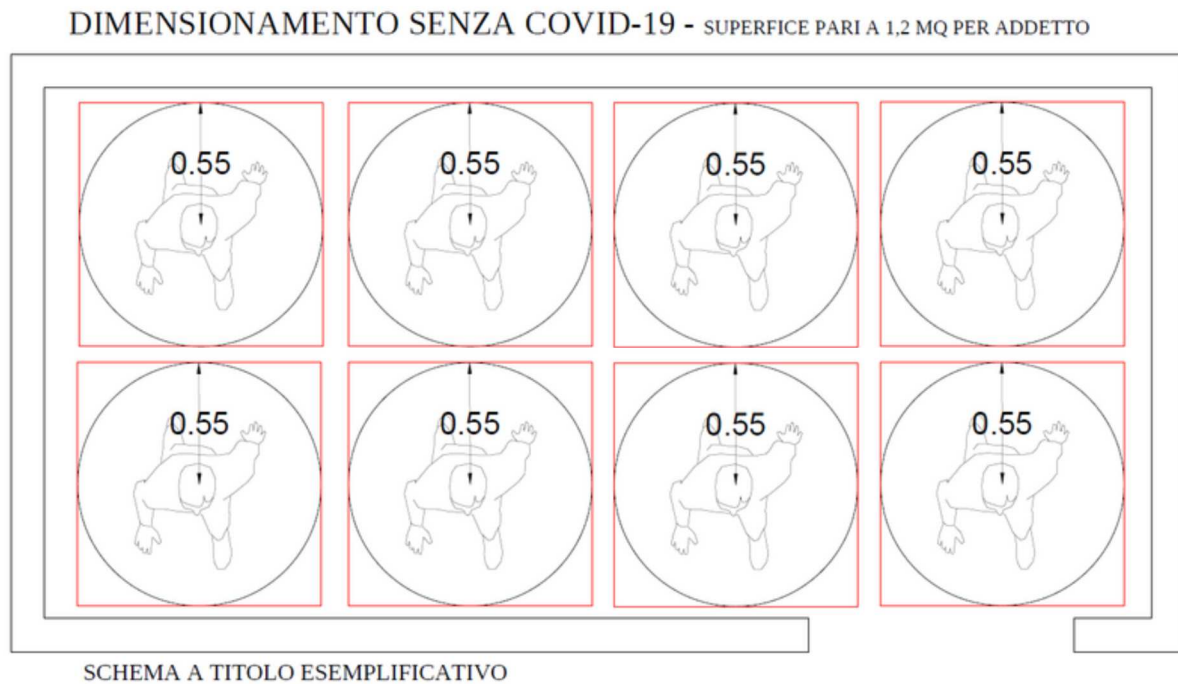 DIMENSIONAMENTO SENZA COVID-19 - SUPERFICE PARI A 1,2 MQ PER ADDETTO
0.55 0.55 0.55 0.55
0.55 0.55 0.55 0.55
SCHEMA A TITOLO ESEMPLIFICATIVO